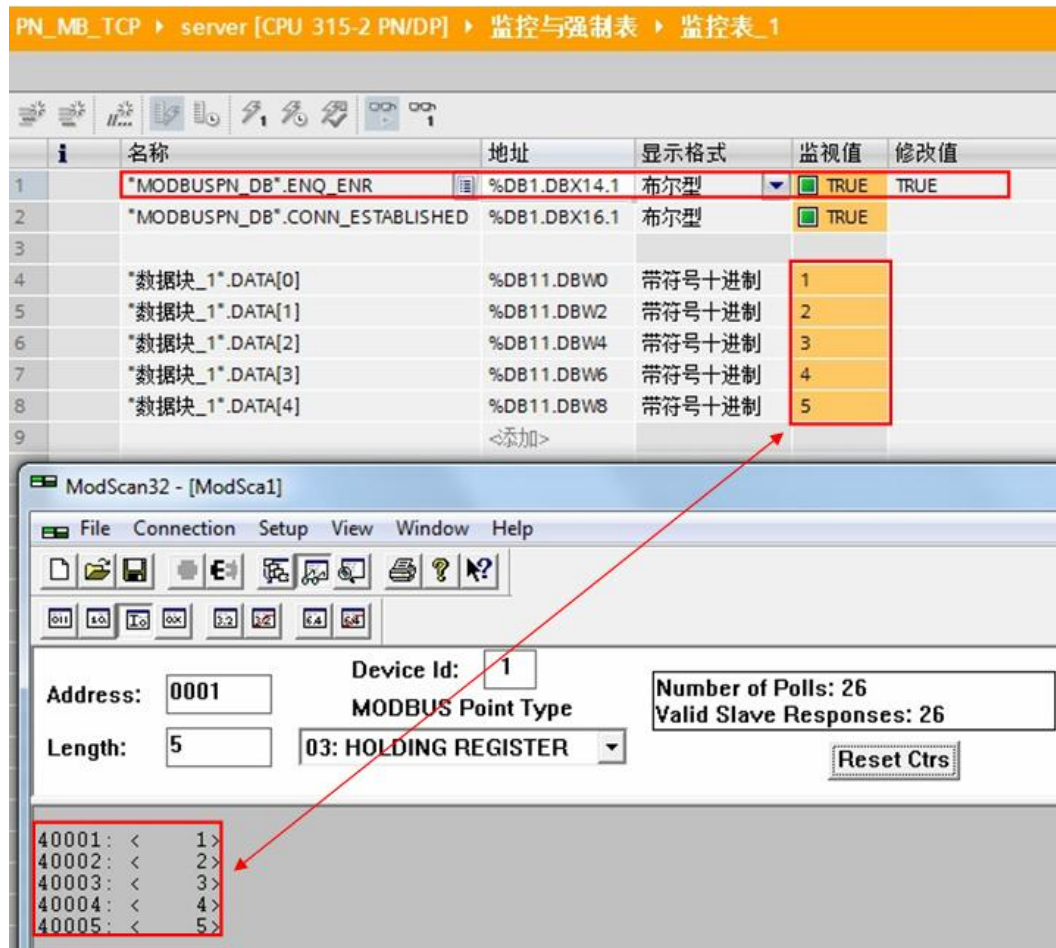 PN_MB_TCP ▸ server [CPU 315-2 PN/DP] ▸ 监控与强制表 ▸ 监控表_1
i 名称 地址 显示格式 监视值 修改值
1 "MODBUSPN_DB".ENQ_ENR %DB1.DBX14.1 布尔型 TRUE TRUE
2 "MODBUSPN_DB".CONN_ESTABLISHED %DB1.DBX16.1 布尔型 TRUE
3
4 "数据块_1".DATA[0] %DB11.DBW0 带符号十进制 1
5 "数据块_1".DATA[1] %DB11.DBW2 带符号十进制 2
6 "数据块_1".DATA[2] %DB11.DBW4 带符号十进制 3
7 "数据块_1".DATA[3] %DB11.DBW6 带符号十进制 4
8 "数据块_1".DATA[4] %DB11.DBW8 带符号十进制 5
9 <添加>
ModScan32 - [ModSca1]
File Connection Setup View Window Help
Address: 0001
Device Id: 1
MODBUS Point Type
Length: 5
03: HOLDING REGISTER
Number of Polls: 26
Valid Slave Responses: 26
Reset Ctrs
40001: < 1>
40002: < 2>
40003: < 3>
40004: < 4>
40005: < 5>